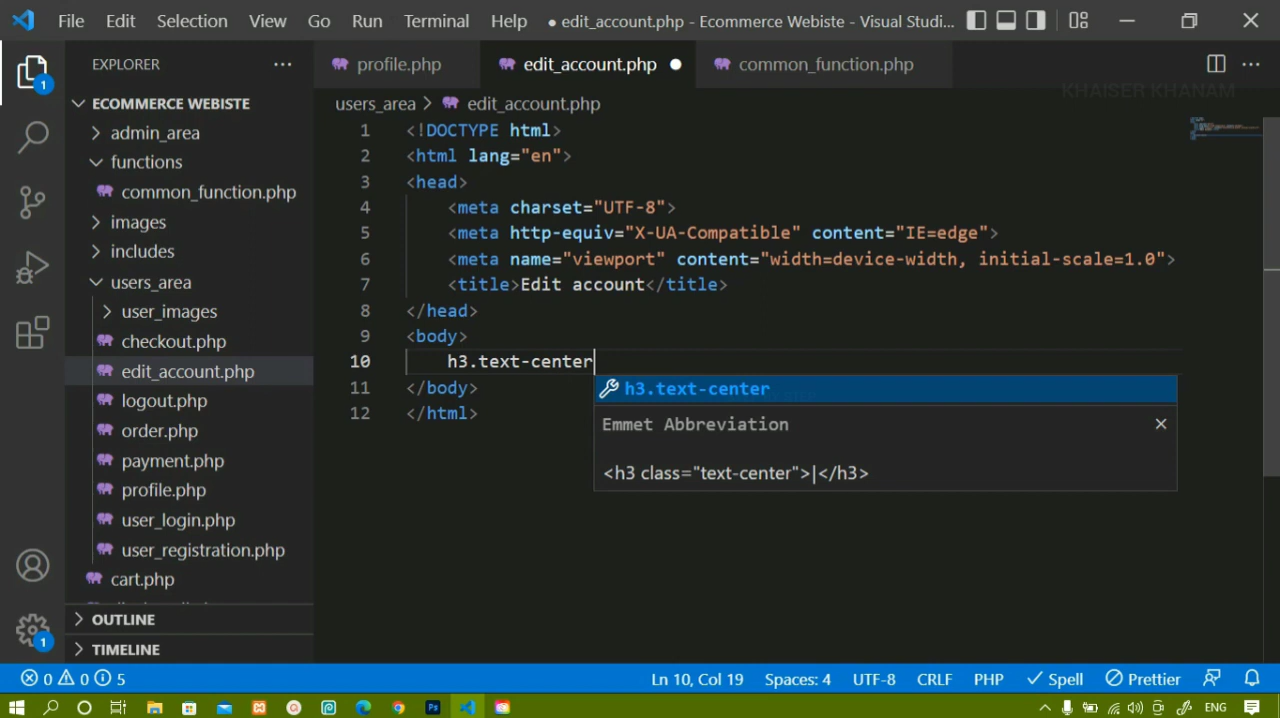 File Edit Selection View Go Run Terminal Help ● edit_account.php - Ecommerce Webiste - Visual Studi...
EXPLORER
profile.php edit_account.php common_function.php
KHAISER KHANAM
1
ECOMMERCE WEBISTE
admin_area
functions
common_function.php
images
includes
users_area
user_images
checkout.php
edit_account.php
logout.php
order.php
payment.php
profile.php
user_login.php
user_registration.php
cart.php
OUTLINE
TIMELINE
1
users_area > edit_account.php
1 <!DOCTYPE html>
2 <html lang="en">
3 <head>
4 <meta charset="UTF-8">
5 <meta http-equiv="X-UA-Compatible" content="IE=edge">
6 <meta name="viewport" content="width=device-width, initial-scale=1.0">
7 <title>Edit account</title>
8 </head>
9 <body>
10 h3.text-center
11 </body>
12 </html>
h3.text-center
Emmet Abbreviation
<h3 class="text-center">|</h3>
0 0 5 Ln 10, Col 19 Spaces: 4 UTF-8 CRLF PHP Spell Prettier
Ps ENG